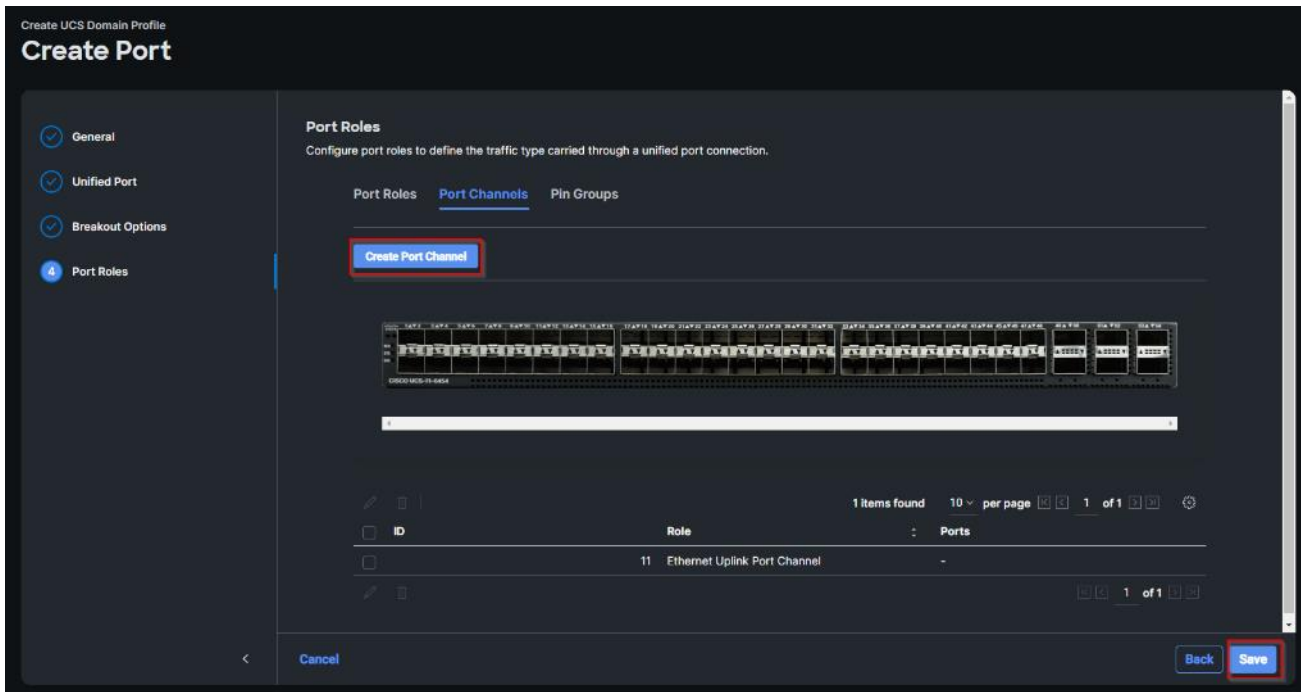 Create UCS Domain Profile
Create Port
General
Unified Port
Breakout Options
4 Port Roles
Port Roles
Configure port roles to define the traffic type carried through a unified port connection.
Port Roles Port Channels Pin Groups
Create Port Channel
1 items found 10 per page 1 of 1
ID Role Ports
11 Ethernet Uplink Port Channel -
1 of 1
Cancel Back Save